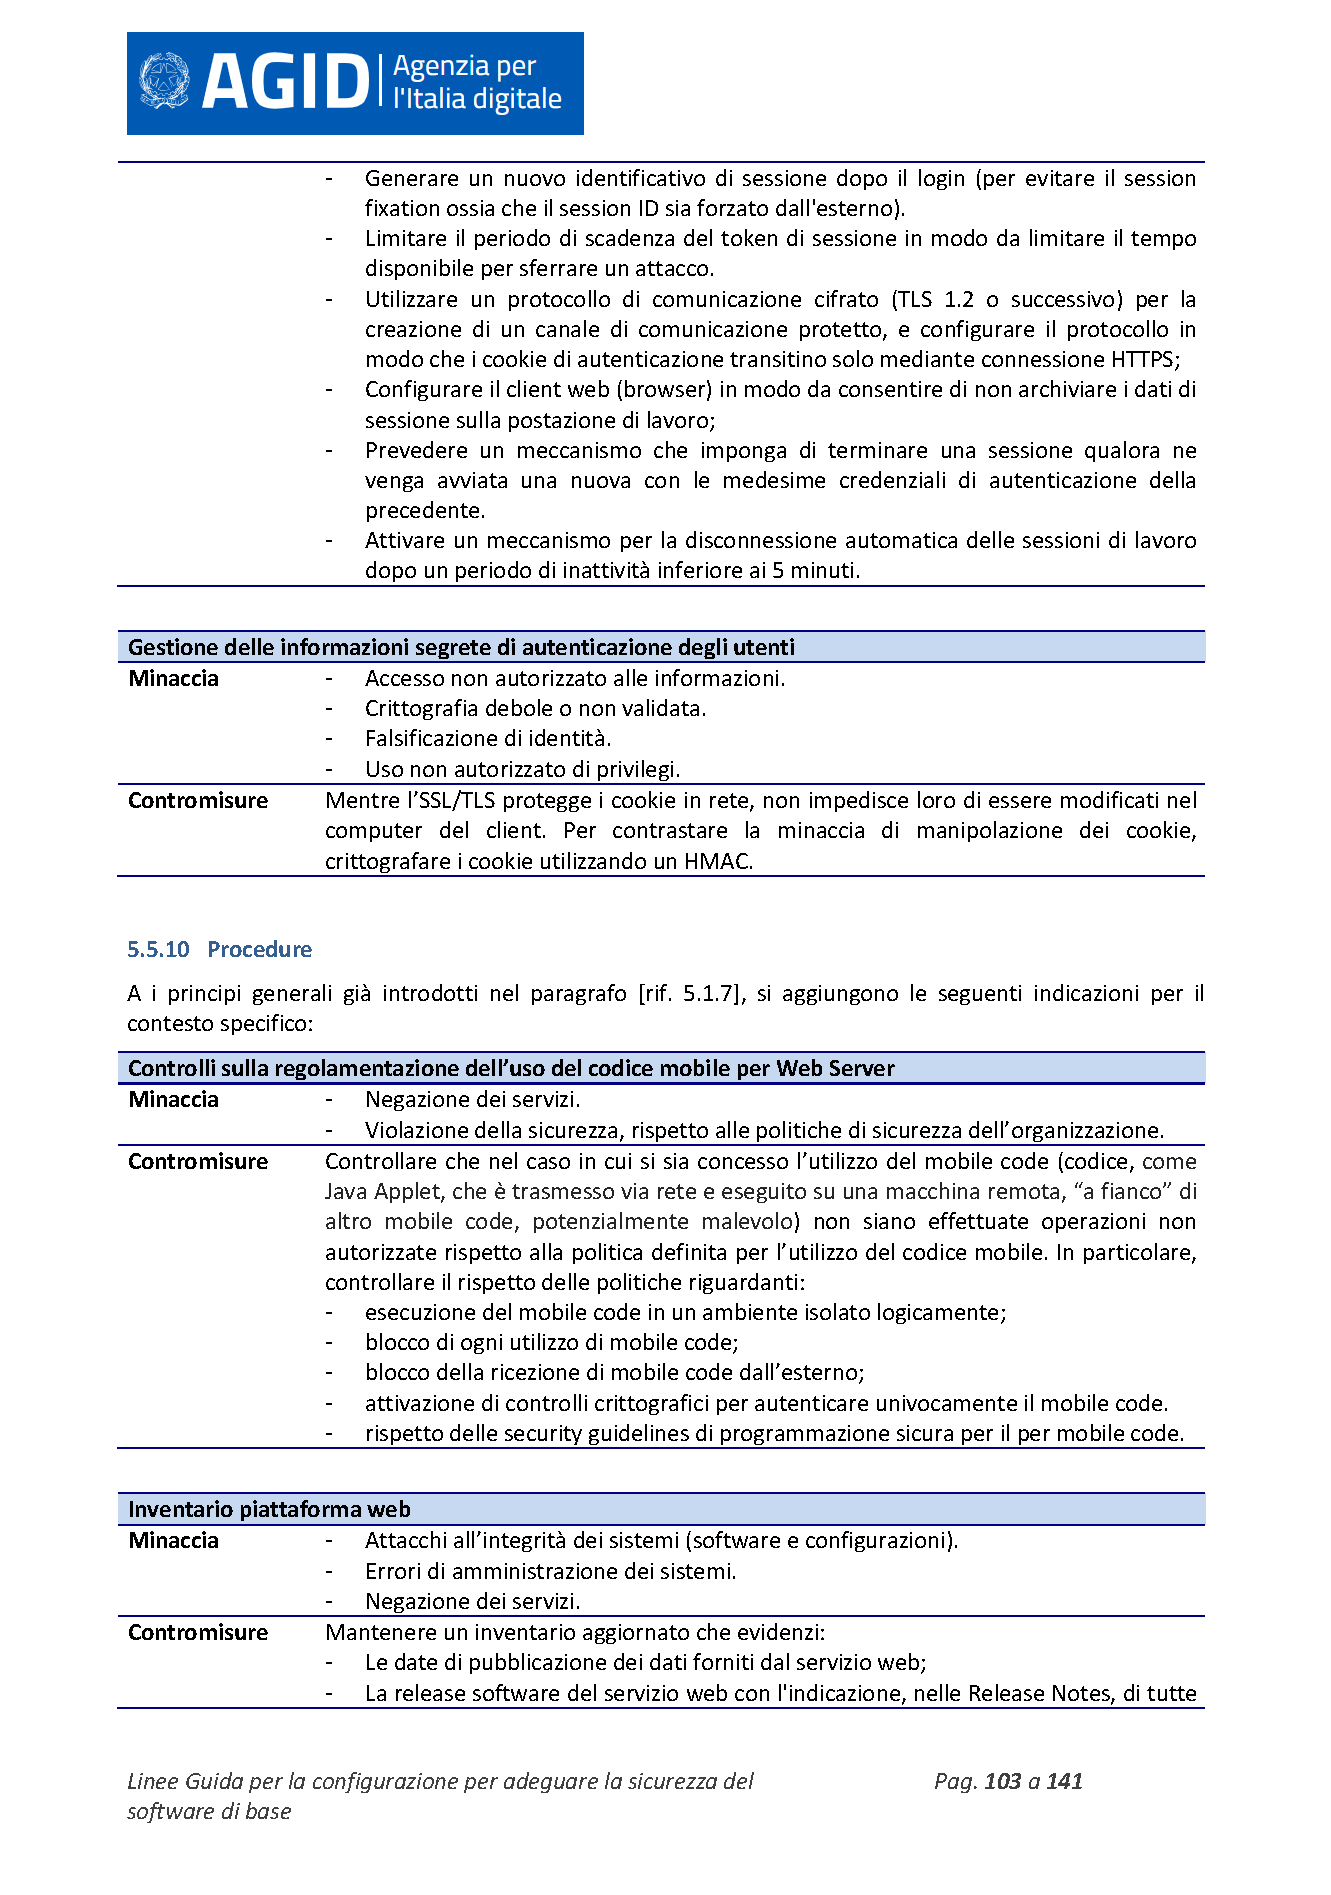 AGID
Agenzia per
l'Italia digitale
- Generare un nuovo identificativo di sessione dopo il login (per evitare il session
fixation ossia che il session ID sia forzato dall'esterno).
- Limitare il periodo di scadenza del token di sessione in modo da limitare il tempo
disponibile per sferrare un attacco.
- Utilizzare un protocollo di comunicazione cifrato (TLS 1.2 o successivo) per la
creazione di un canale di comunicazione protetto, e configurare il protocollo in
modo che i cookie di autenticazione transitino solo mediante connessione HTTPS;
- Configurare il client web (browser) in modo da consentire di non archiviare i dati di
sessione sulla postazione di lavoro;
- Prevedere un meccanismo che imponga di terminare una sessione qualora ne
venga avviata una nuova con le medesime credenziali di autenticazione della
precedente.
- Attivare un meccanismo per la disconnessione automatica delle sessioni di lavoro
dopo un periodo di inattività inferiore ai 5 minuti.
Gestione delle informazioni segrete di autenticazione degli utenti
Minaccia - Accesso non autorizzato alle informazioni.
- Crittografia debole o non validata.
- Falsificazione di identità.
- Uso non autorizzato di privilegi.
Contromisure Mentre l’SSL/TLS protegge i cookie in rete, non impedisce loro di essere modificati nel
computer del client. Per contrastare la minaccia di manipolazione dei cookie,
crittografare i cookie utilizzando un HMAC.
5.5.10 Procedure
A i principi generali già introdotti nel paragrafo [rif. 5.1.7], si aggiungono le seguenti indicazioni per il
contesto specifico:
Controlli sulla regolamentazione dell’uso del codice mobile per Web Server
Minaccia - Negazione dei servizi.
- Violazione della sicurezza, rispetto alle politiche di sicurezza dell’organizzazione.
Contromisure Controllare che nel caso in cui si sia concesso l’utilizzo del mobile code (codice, come
Java Applet, che è trasmesso via rete e eseguito su una macchina remota, “a fianco” di
altro mobile code, potenzialmente malevolo) non siano effettuate operazioni non
autorizzate rispetto alla politica definita per l’utilizzo del codice mobile. In particolare,
controllare il rispetto delle politiche riguardanti:
- esecuzione del mobile code in un ambiente isolato logicamente;
- blocco di ogni utilizzo di mobile code;
- blocco della ricezione di mobile code dall’esterno;
- attivazione di controlli crittografici per autenticare univocamente il mobile code.
- rispetto delle security guidelines di programmazione sicura per il per mobile code.
Inventario piattaforma web
Minaccia - Attacchi all’integrità dei sistemi (software e configurazioni).
- Errori di amministrazione dei sistemi.
- Negazione dei servizi.
Contromisure Mantenere un inventario aggiornato che evidenzi:
- Le date di pubblicazione dei dati forniti dal servizio web;
- La release software del servizio web con l'indicazione, nelle Release Notes, di tutte
Linee Guida per la configurazione per adeguare la sicurezza del Pag. 103 a 141
software di base